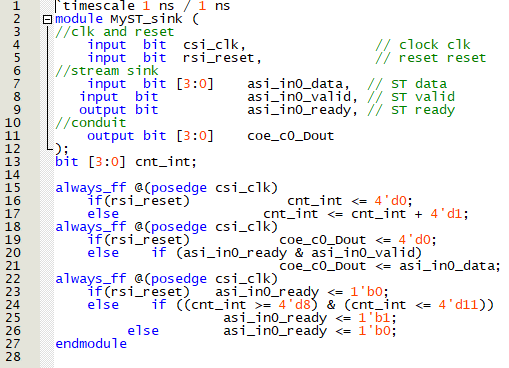 1 `timescale 1 ns / 1 ns
2 module MyST_sink (
3 //clk and reset
4 input bit csi_clk, // clock clk
5 input bit rsi_reset, // reset reset
6 //stream sink
7 input bit [3:0] asi_in0_data, // ST data
8 input bit asi_in0_valid, // ST valid
9 output bit asi_in0_ready, // ST ready
10 //conduit
11 output bit [3:0] coe_c0_Dout
12 );
13 bit [3:0] cnt_int;
14
15 always_ff @(posedge csi_clk)
16 if(rsi_reset) cnt_int <= 4'd0;
17 else cnt_int <= cnt_int + 4'd1;
18 always_ff @(posedge csi_clk)
19 if(rsi_reset) coe_c0_Dout <= 4'd0;
20 else if (asi_in0_ready & asi_in0_valid)
21 coe_c0_Dout <= asi_in0_data;
22 always_ff @(posedge csi_clk)
23 if(rsi_reset) asi_in0_ready <= 1'b0;
24 else if ((cnt_int >= 4'd8) & (cnt_int <= 4'd11))
25 asi_in0_ready <= 1'b1;
26 else asi_in0_ready <= 1'b0;
27 endmodule
28